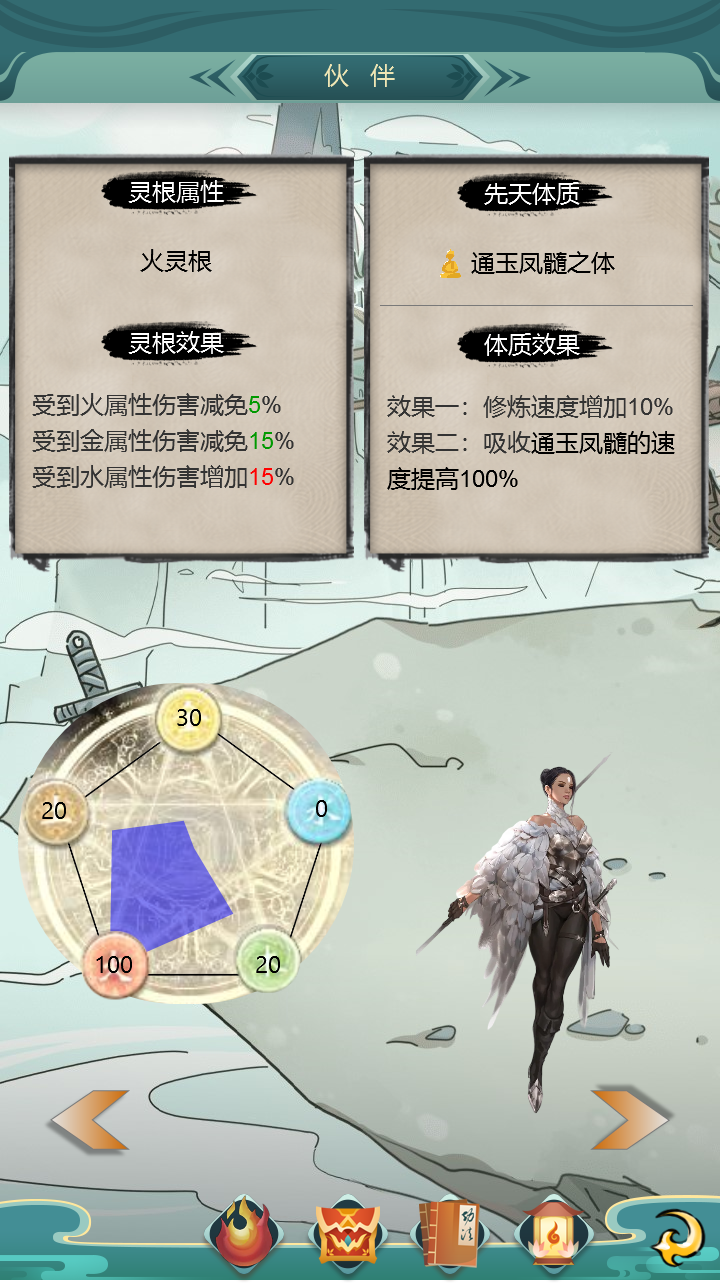 伙 伴
灵根属性
火灵根
灵根效果
受到火属性伤害减免5%
受到金属性伤害减免15%
受到水属性伤害增加15%
先天体质
通玉凤髓之体
体质效果
效果一：修炼速度增加10%
效果二：吸收通玉凤髓的速
度提高100%
30
20
0
100
20
功法